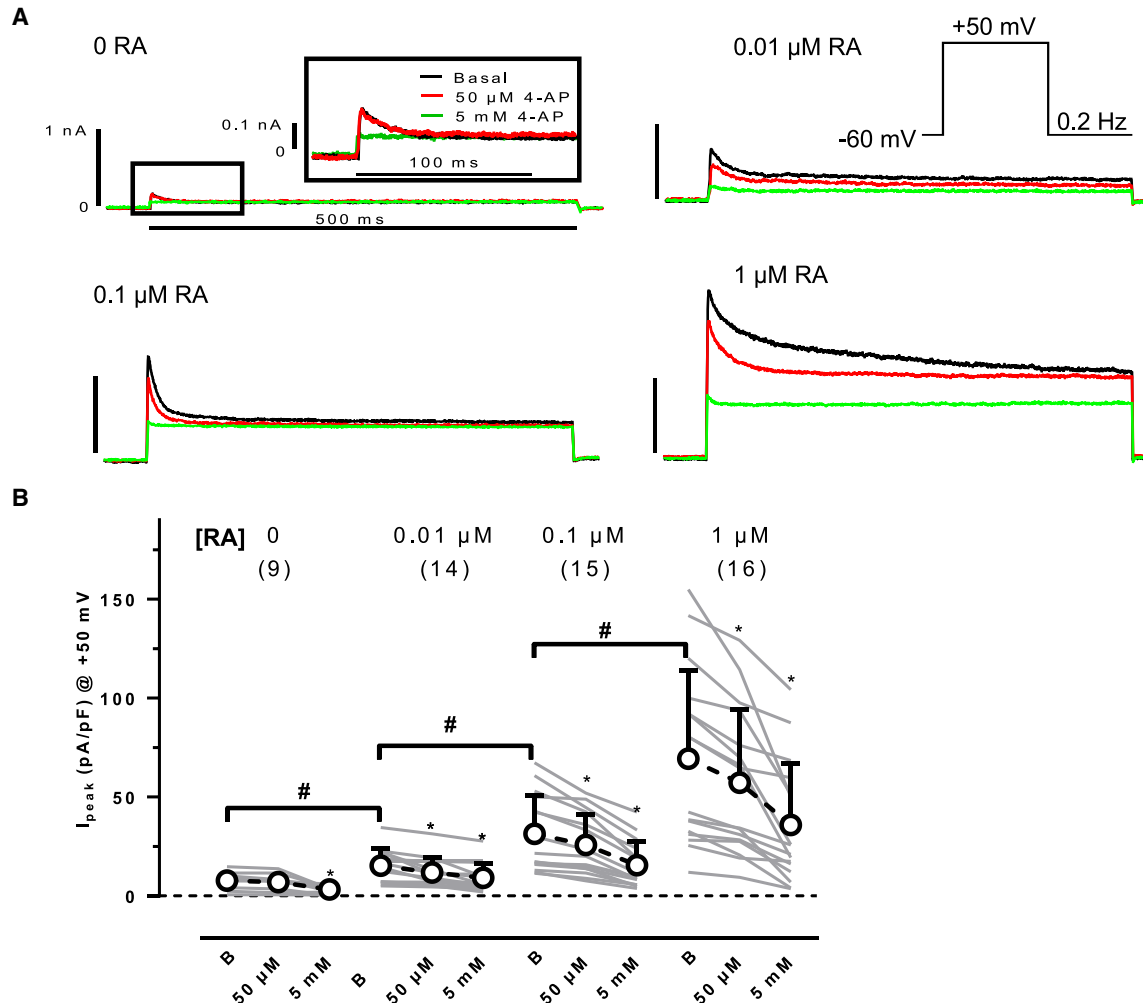 A
0 RA
Basal
50 µM 4-AP
5 mM 4-AP
0.1 nA
0
100 ms
1 nA
0
500 ms
0.01 µM RA
+50 mV
-60 mV
0.2 Hz
0.1 µM RA
1 µM RA
B
[RA] 0 0.01 µM 0.1 µM 1 µM
(9) (14) (15) (16)
Ipeak (pA/pF) @ +50 mV
150
100
50
0
# # #
* * * * * * *
B 50 µM 5 mM B 50 µM 5 mM B 50 µM 5 mM B 50 µM 5 mM